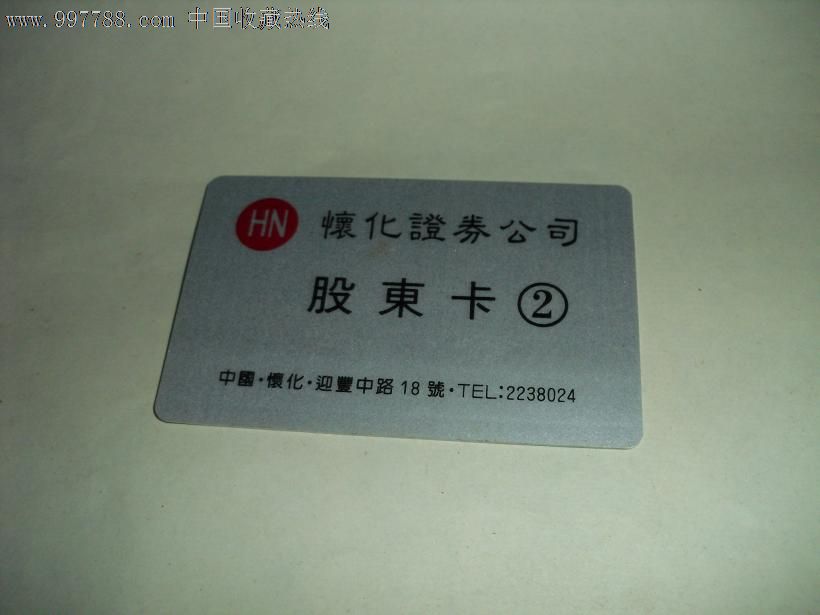 www.997788.com 中国收藏热线
HN 懷化證券公司
股東卡②
中國·懷化·迎豐中路18號·TEL:2238024